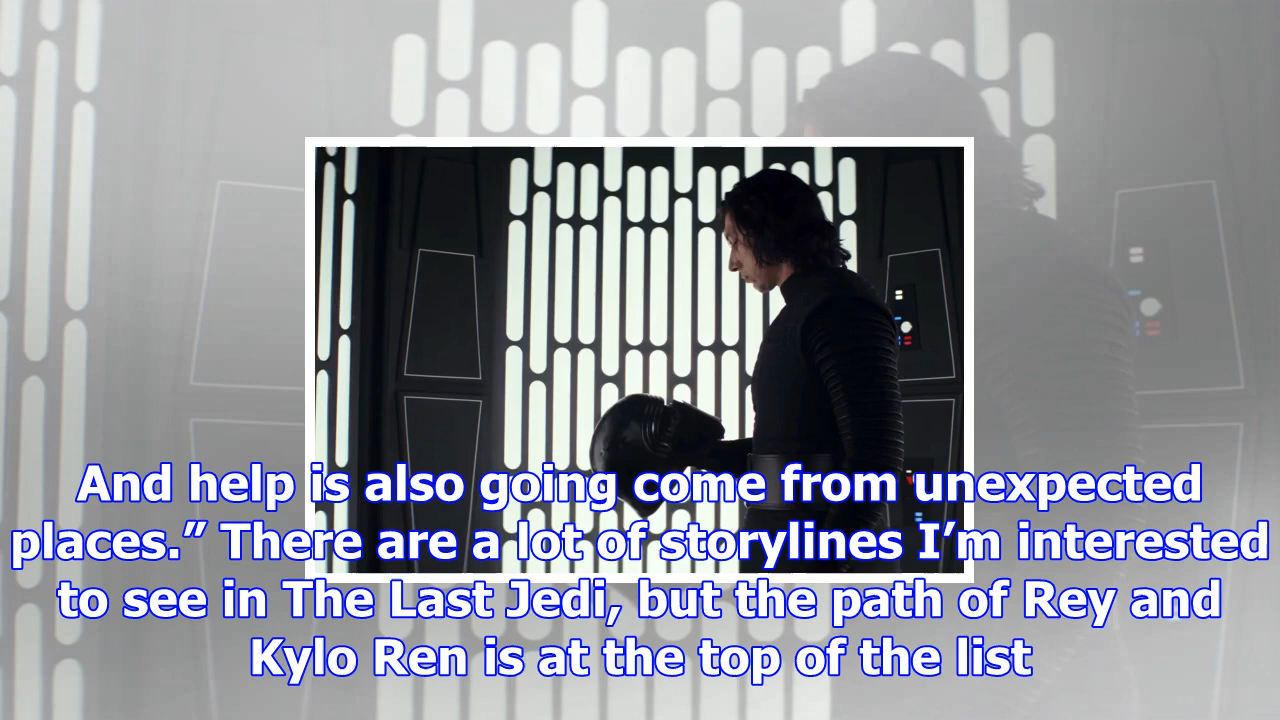 And help is also going come from unexpected
places.” There are a lot of storylines I’m interested
to see in The Last Jedi, but the path of Rey and
Kylo Ren is at the top of the list